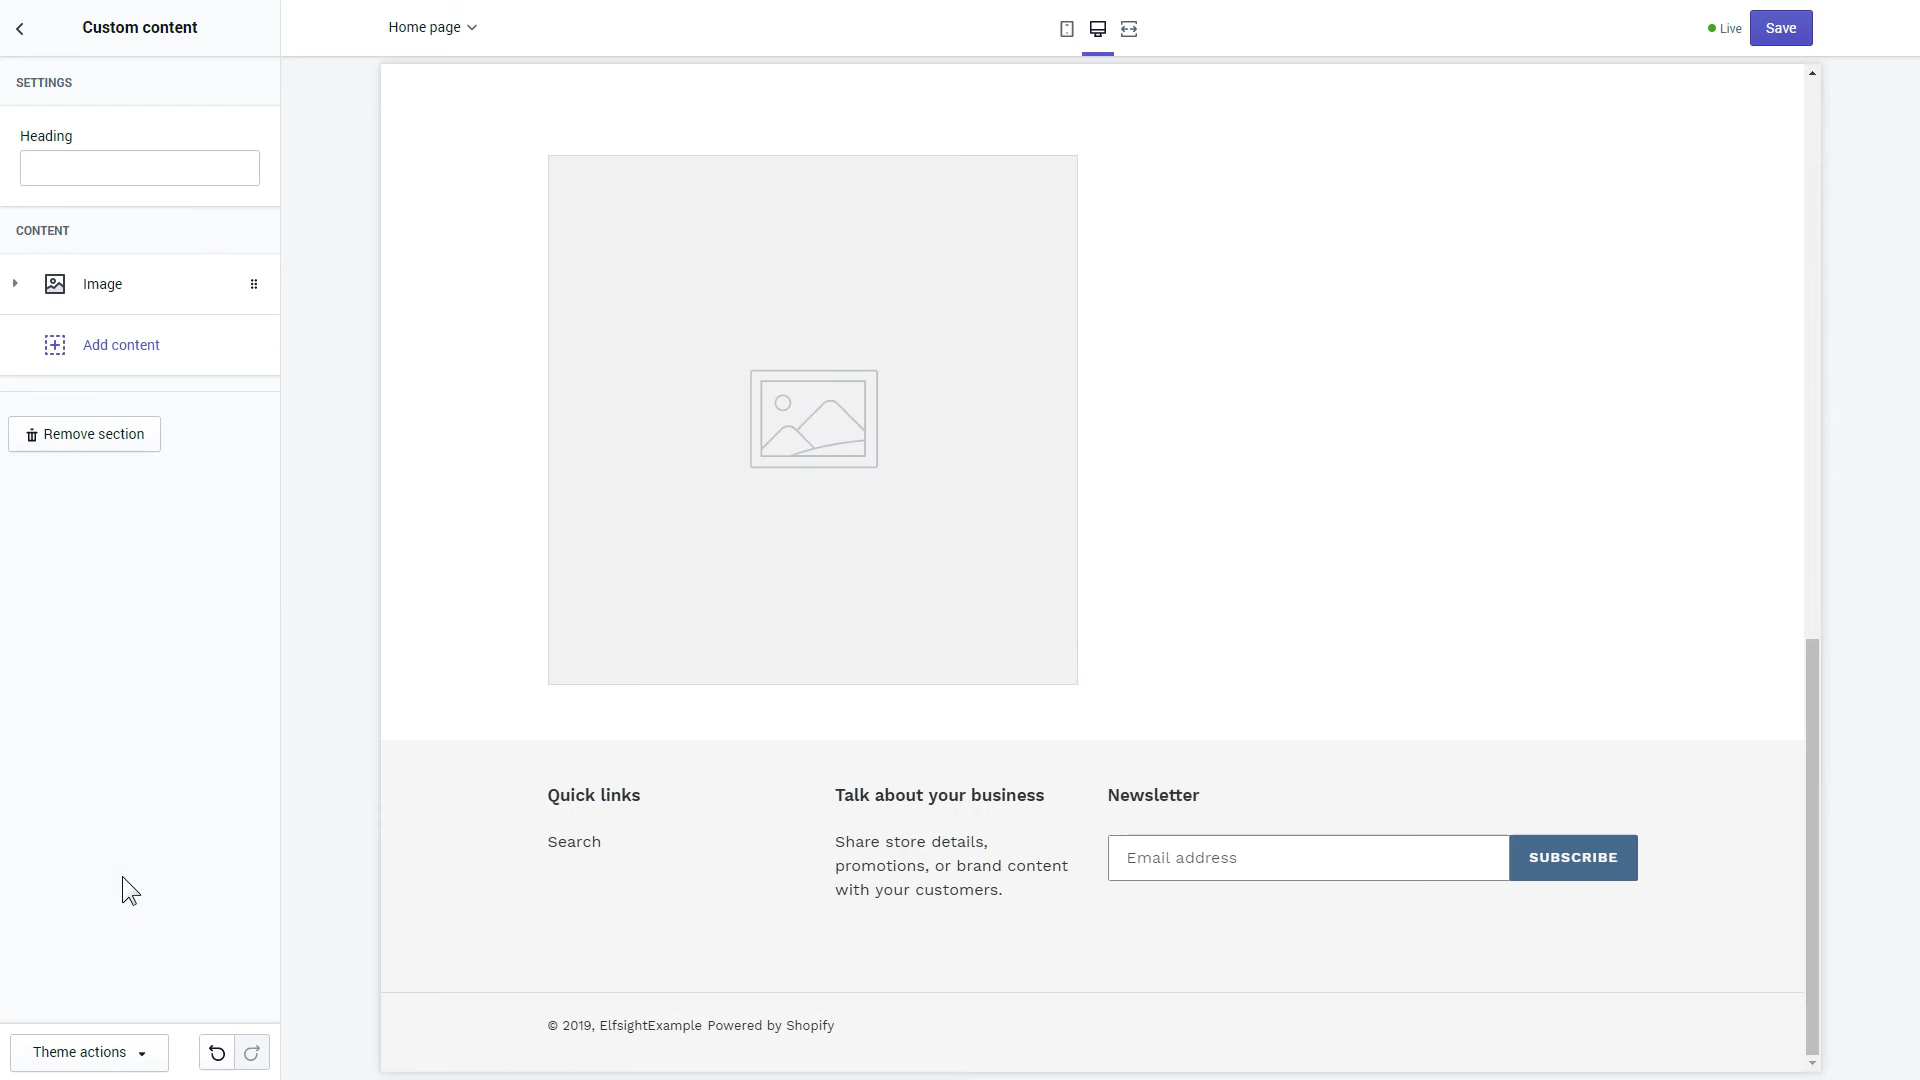 Custom content
Home page
Live
Save
SETTINGS
Heading
CONTENT
Image
Add content
Remove section
Quick links
Search
Talk about your business
Share store details,
promotions, or brand content
with your customers.
Newsletter
Email address
SUBSCRIBE
© 2019, ElfsightExample Powered by Shopify
Theme actions